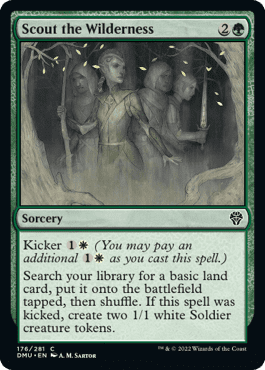 Scout the Wilderness 2
Sorcery
Kicker 1 (You may pay an
additional 1 as you cast this spell.)
Search your library for a basic land
card, put it onto the battlefield
tapped, then shuffle. If this spell was
kicked, create two 1/1 white Soldier
creature tokens.
176/281 C
DMU • EN A. M. Sartor
™ & © 2022 Wizards of the Coast